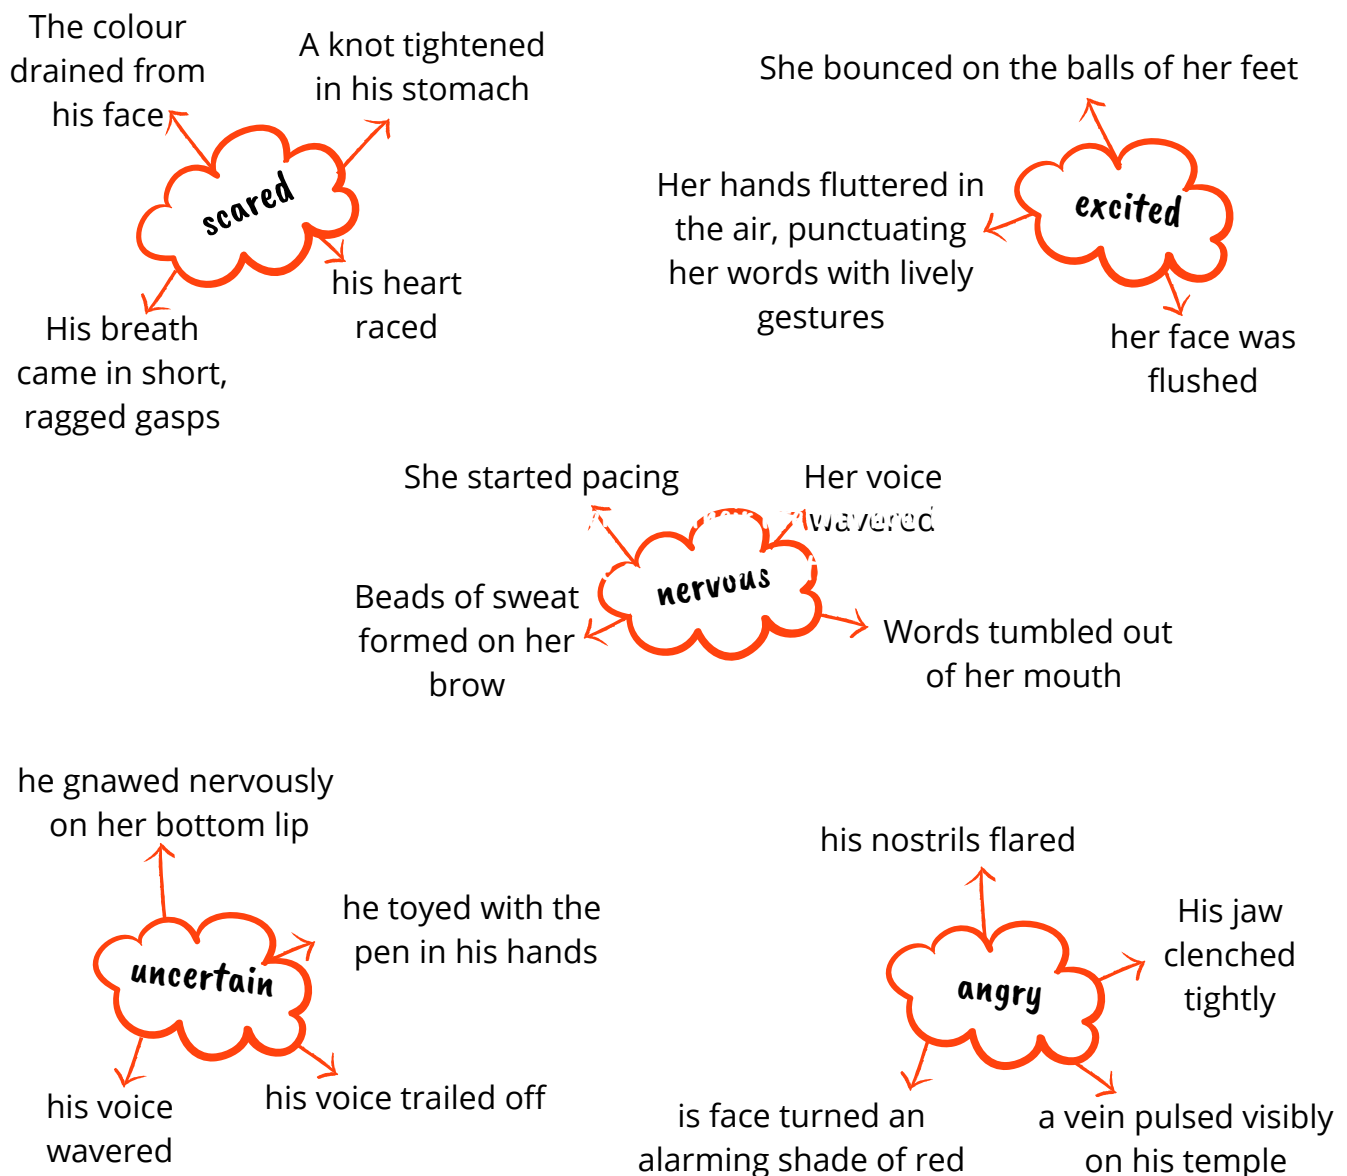 The colour
drained from
his face
A knot tightened
in his stomach
scared
his heart
raced
His breath
came in short,
ragged gasps
She bounced on the balls of her feet
Her hands fluttered in
the air, punctuating
her words with lively
gestures
excited
her face was
flushed
She started pacing
Her voice
wavered
nervous
Beads of sweat
formed on her
brow
Words tumbled out
of her mouth
he gnawed nervously
on her bottom lip
he toyed with the
pen in his hands
uncertain
his voice
wavered
his voice trailed off
his nostrils flared
His jaw
clenched
tightly
angry
is face turned an
alarming shade of red
a vein pulsed visibly
on his temple